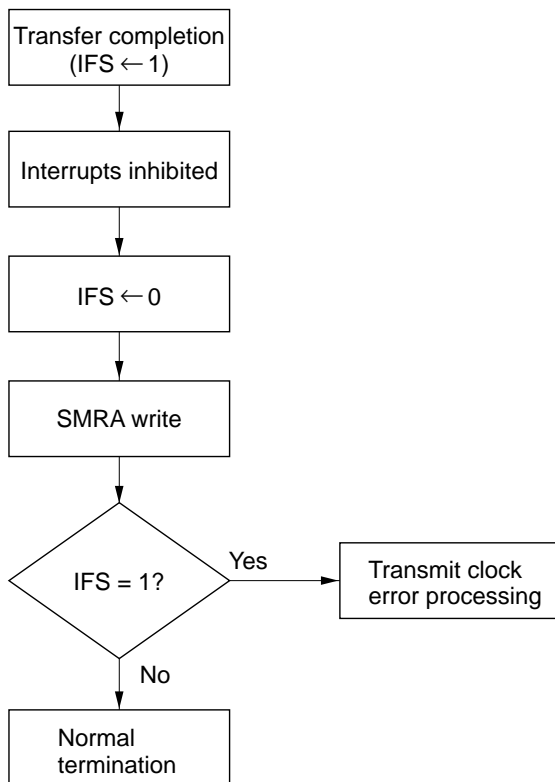 Transfer completion
(IFS ← 1)
Interrupts inhibited
IFS ← 0
SMRA write
IFS = 1?
Yes
Transmit clock
error processing
No
Normal
termination